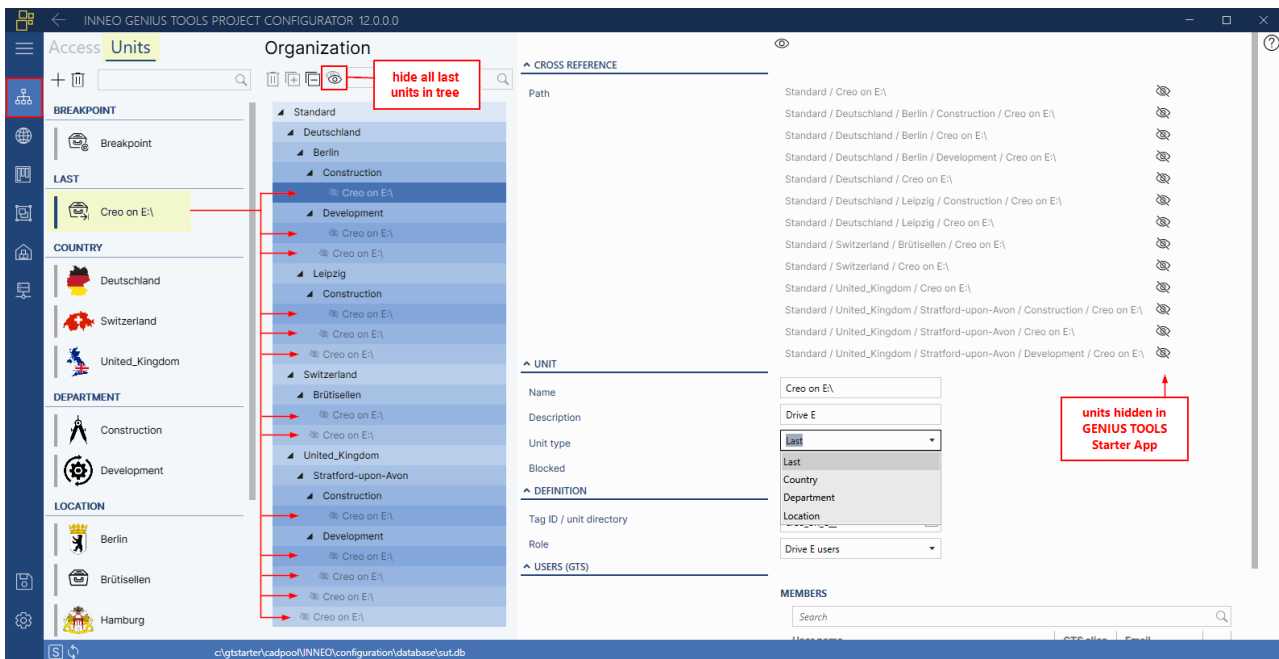 INNEO GENIUS TOOLS PROJECT CONFIGURATOR 12.0.0.0
Access Units
BREAKPOINT
Breakpoint
LAST
Creo on E:\
COUNTRY
Deutschland
Switzerland
United_Kingdom
DEPARTMENT
Construction
Development
LOCATION
Berlin
Brütisellen
Hamburg
Organization
hide all last
units in tree
Standard
Deutschland
Berlin
Construction
Creo on E:\
Development
Creo on E:\
Creo on E:\
Leipzig
Construction
Creo on E:\
Creo on E:\
Creo on E:\
Switzerland
Brütisellen
Creo on E:\
Creo on E:\
United_Kingdom
Stratford-upon-Avon
Construction
Creo on E:\
Development
Creo on E:\
Creo on E:\
Creo on E:\
Creo on E:\
CROSS REFERENCE
Path
Standard / Creo on E:\
Standard / Deutschland / Berlin / Construction / Creo on E:\
Standard / Deutschland / Berlin / Creo on E:\
Standard / Deutschland / Berlin / Development / Creo on E:\
Standard / Deutschland / Creo on E:\
Standard / Deutschland / Leipzig / Construction / Creo on E:\
Standard / Deutschland / Leipzig / Creo on E:\
Standard / Switzerland / Brütisellen / Creo on E:\
Standard / Switzerland / Creo on E:\
Standard / United_Kingdom / Creo on E:\
Standard / United_Kingdom / Stratford-upon-Avon / Construction / Creo on E:\
Standard / United_Kingdom / Stratford-upon-Avon / Creo on E:\
Standard / United_Kingdom / Stratford-upon-Avon / Development / Creo on E:\
units hidden in
GENIUS TOOLS
Starter App
UNIT
Name Creo on E:\
Description Drive E
Unit type Last
Last
Country
Department
Location
Blocked
DEFINITION
Tag ID / unit directory
Role Drive E users
USERS (GTS)
MEMBERS
Search
User name GTS alias Email
S c:\gtstarter\cadpool\INNEO\configuration\database\sut.db